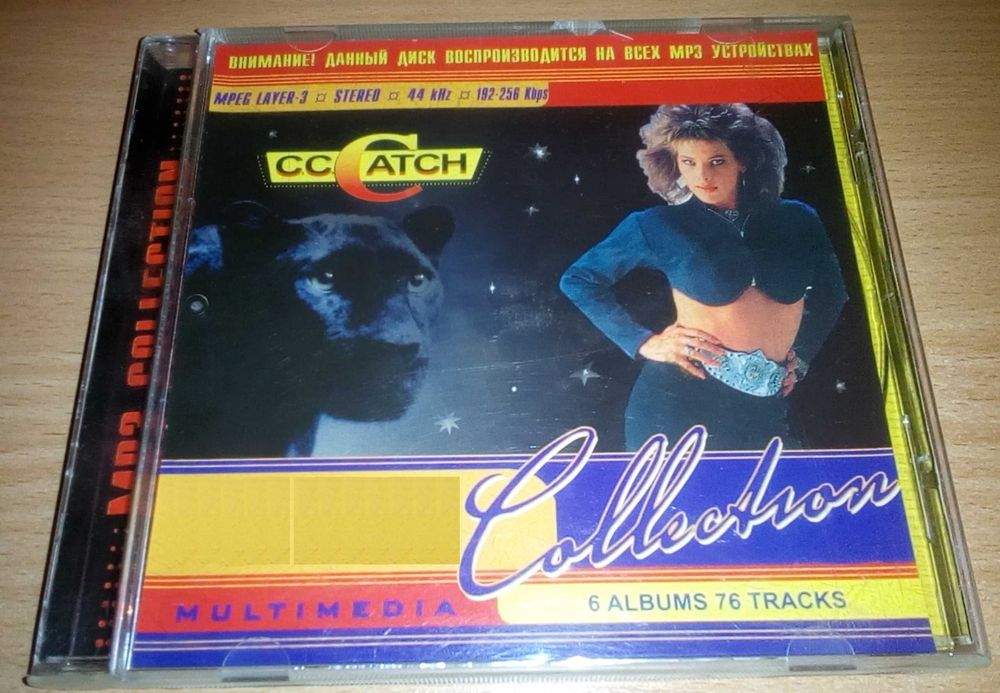 ВНИМАНИЕ! ДАННЫЙ ДИСК ВОСПРОИЗВОДИТСЯ НА ВСЕХ MP3 УСТРОЙСТВАХ
MPEG LAYER-3 ¤ STEREO ¤ 44 kHz ¤ 192-256 Kbps
C.C.CATCH
MP3 COLLECTION
Collection
MULTIMEDIA
6 ALBUMS 76 TRACKS